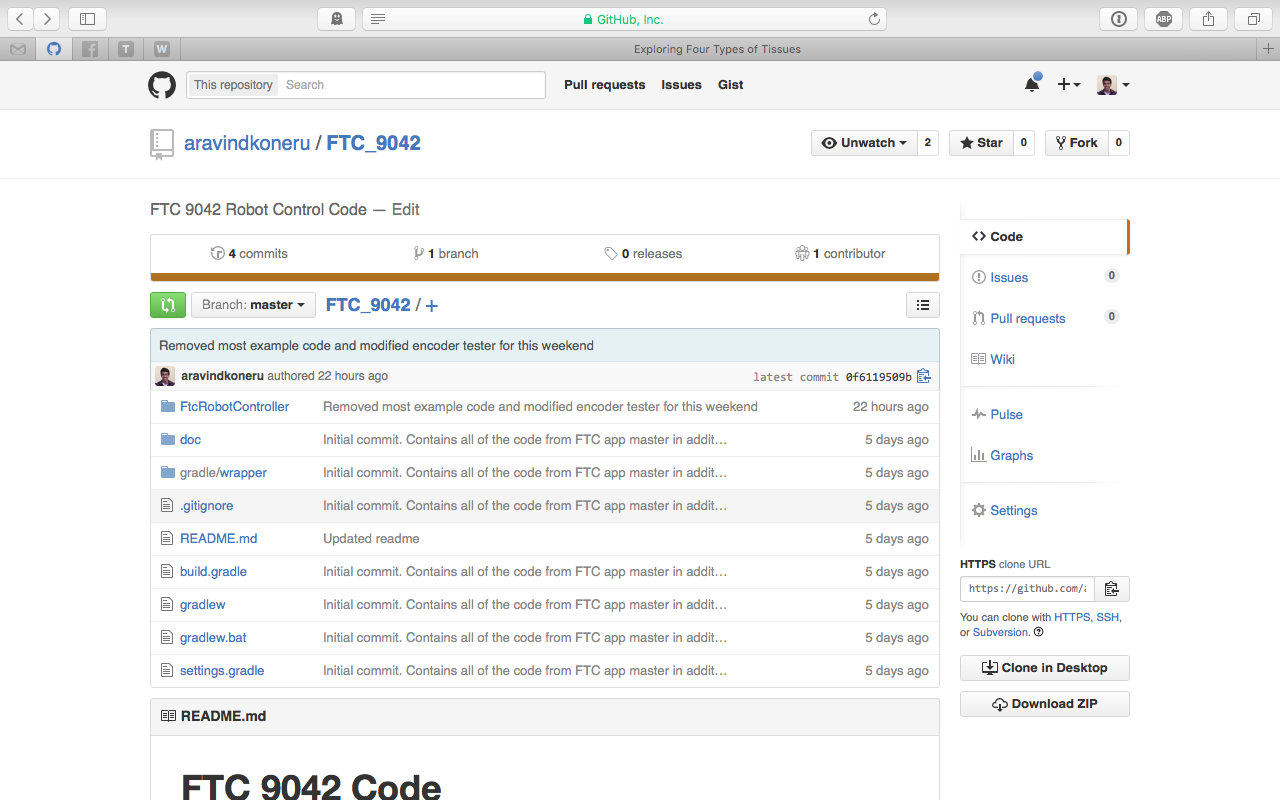 GitHub, Inc.
ABP
T
W
Exploring Four Types of Tissues
This repository Search Pull requests Issues Gist
aravindkoneru / FTC_9042
Unwatch 2 Star 0 Fork 0
FTC 9042 Robot Control Code — Edit
4 commits 1 branch 0 releases 1 contributor
Branch: master FTC_9042 / +
Removed most example code and modified encoder tester for this weekend
aravindkoneru authored 22 hours ago latest commit 0f6119509b
FtcRobotController Removed most example code and modified encoder tester for this weekend 22 hours ago
doc Initial commit. Contains all of the code from FTC app master in addit… 5 days ago
gradle/wrapper Initial commit. Contains all of the code from FTC app master in addit… 5 days ago
.gitignore Initial commit. Contains all of the code from FTC app master in addit… 5 days ago
README.md Updated readme 5 days ago
build.gradle Initial commit. Contains all of the code from FTC app master in addit… 5 days ago
gradlew Initial commit. Contains all of the code from FTC app master in addit… 5 days ago
gradlew.bat Initial commit. Contains all of the code from FTC app master in addit… 5 days ago
settings.gradle Initial commit. Contains all of the code from FTC app master in addit… 5 days ago
README.md
FTC 9042 Code
Code
Issues 0
Pull requests 0
Wiki
Pulse
Graphs
Settings
HTTPS clone URL
https://github.com/
You can clone with HTTPS, SSH,
or Subversion.
Clone in Desktop
Download ZIP